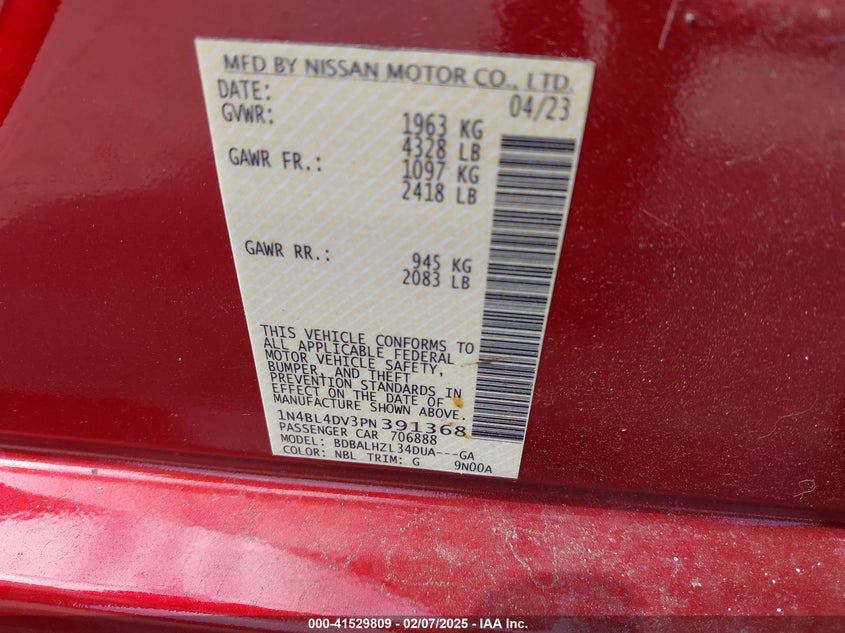 MFD BY NISSAN MOTOR CO., LTD.
DATE: 04/23
GVWR: 1963 KG
4328 LB
GAWR FR.: 1097 KG
2418 LB
GAWR RR.: 945 KG
2083 LB
THIS VEHICLE CONFORMS TO
ALL APPLICABLE FEDERAL
MOTOR VEHICLE SAFETY,
BUMPER, AND THEFT
PREVENTION STANDARDS IN
EFFECT ON THE DATE OF
MANUFACTURE SHOWN ABOVE.
1N4BL4DV3PN391368
PASSENGER CAR 706888
MODEL: BDBALHZL34DUA---GA
COLOR: NBL TRIM: G 9N00A
000-41529809 - 02/07/2025 - IAA Inc.